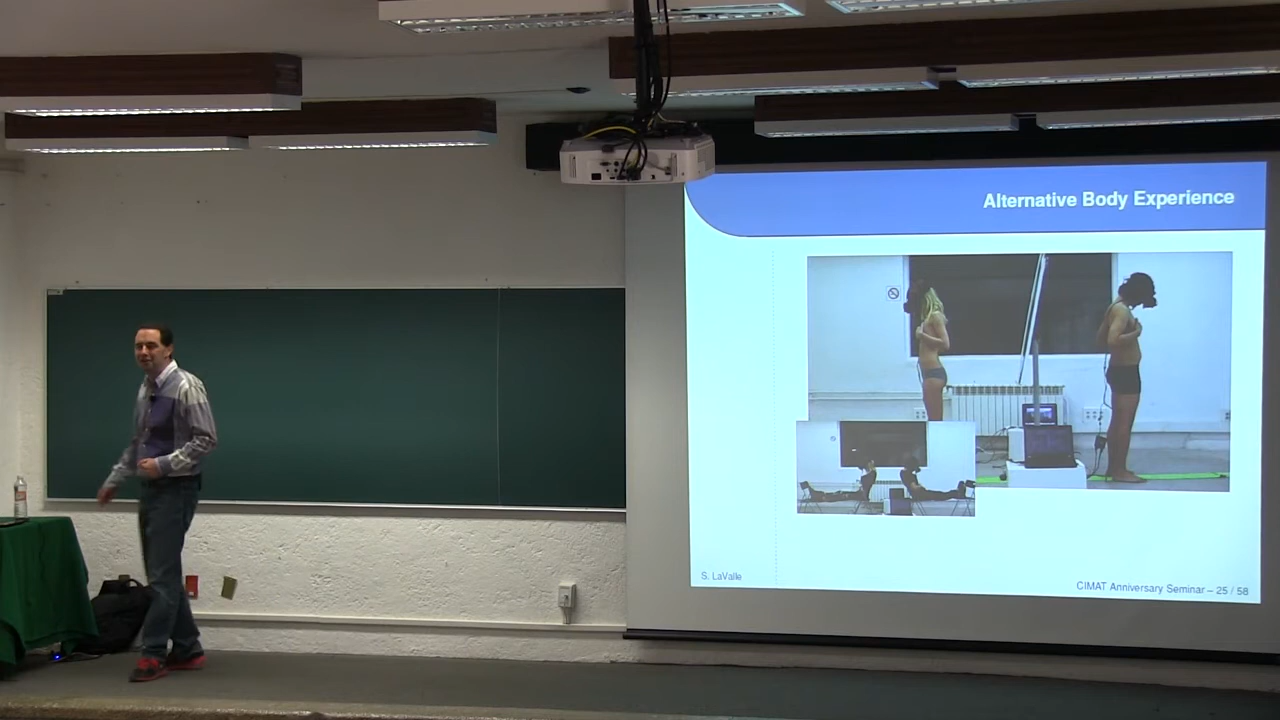 Alternative Body Experience
S. LaValle
CIMAT Anniversary Seminar – 25 / 58